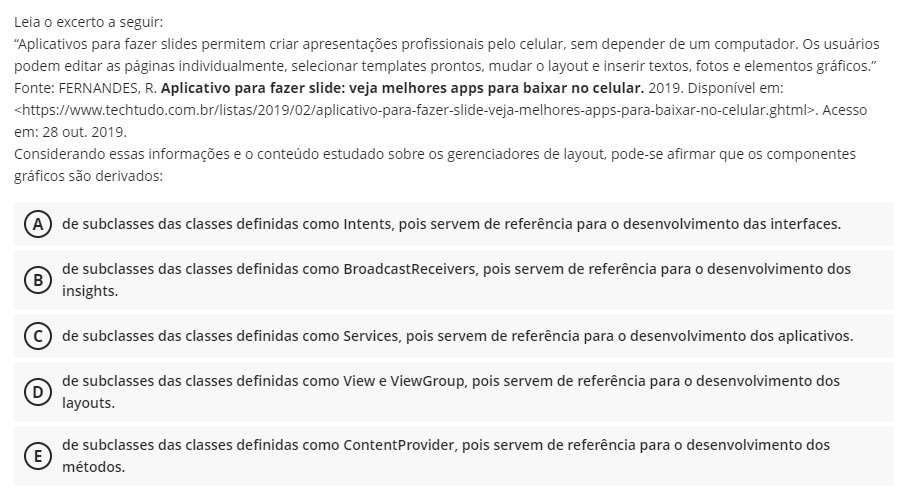 Leia o excerto a seguir:
“Aplicativos para fazer slides permitem criar apresentações profissionais pelo celular, sem depender de um computador. Os usuários
podem editar as páginas individualmente, selecionar templates prontos, mudar o layout e inserir textos, fotos e elementos gráficos.”
Fonte: FERNANDES, R. Aplicativo para fazer slide: veja melhores apps para baixar no celular. 2019. Disponível em:
<https://www.techtudo.com.br/listas/2019/02/aplicativo-para-fazer-slide-veja-melhores-apps-para-baixar-no-celular.ghtml>. Acesso
em: 28 out. 2019.
Considerando essas informações e o conteúdo estudado sobre os gerenciadores de layout, pode-se afirmar que os componentes
gráficos são derivados:
A de subclasses das classes definidas como Intents, pois servem de referência para o desenvolvimento das interfaces.
B de subclasses das classes definidas como BroadcastReceivers, pois servem de referência para o desenvolvimento dos
insights.
C de subclasses das classes definidas como Services, pois servem de referência para o desenvolvimento dos aplicativos.
D de subclasses das classes definidas como View e ViewGroup, pois servem de referência para o desenvolvimento dos
layouts.
E de subclasses das classes definidas como ContentProvider, pois servem de referência para o desenvolvimento dos
métodos.